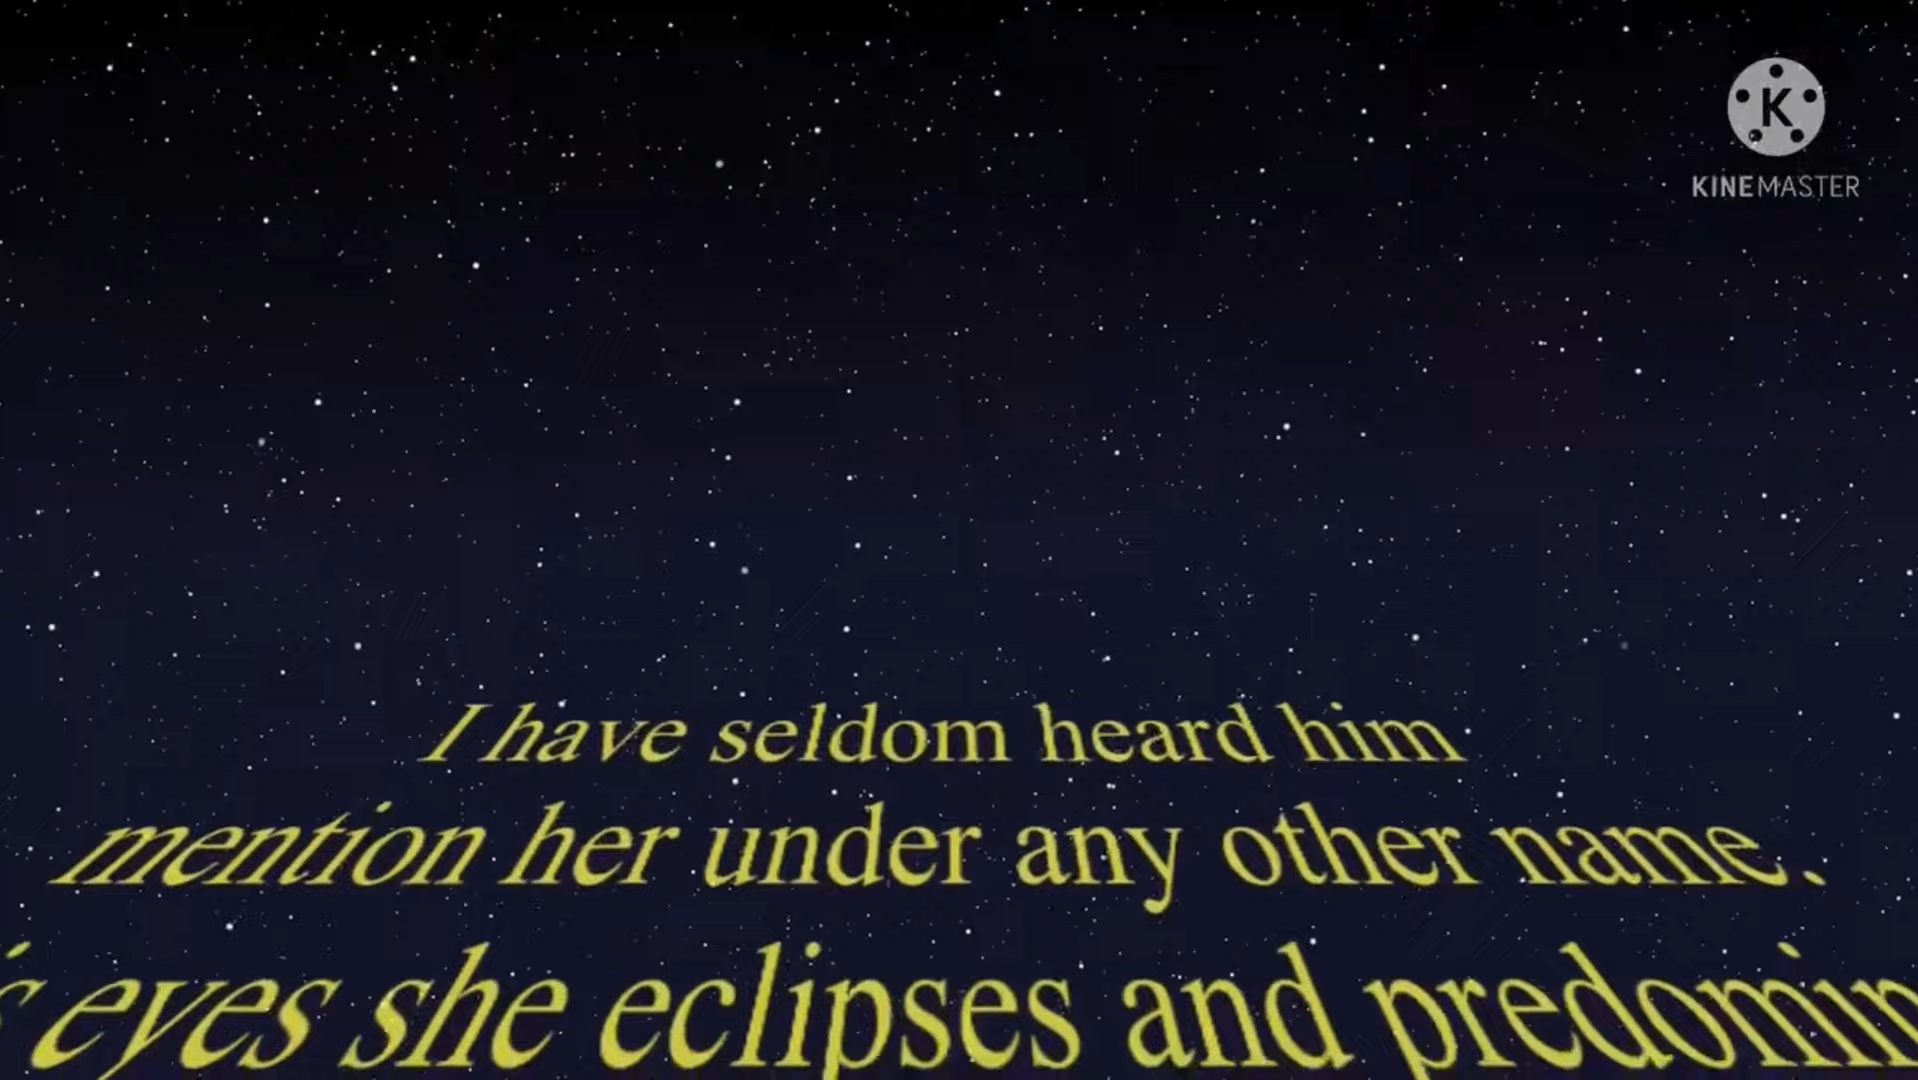 KINEMASTER
I have seldom heard him
mention her under any other name.
eyes she eclipses and